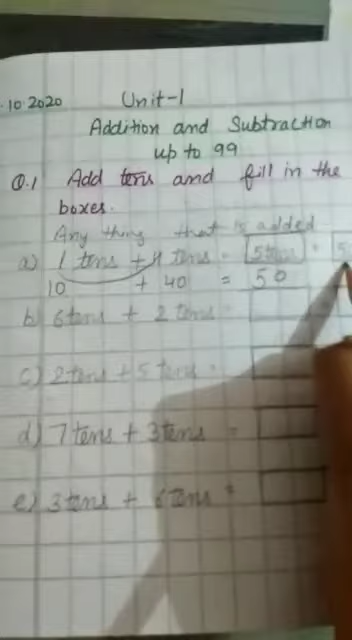 .10.2020 Unit-1
Addition and Subtraction
up to 99
Q.1 Add tens and fill in the
boxes.
Any thing that is added
a) 1 tens + 4 tens = 5 tens = 5
10 + 40 = 50
b) 6 tens + 2 tens =
c) 2 tens + 5 tens =
d) 7 tens + 3 tens =
e) 3 tens + 6 tens =